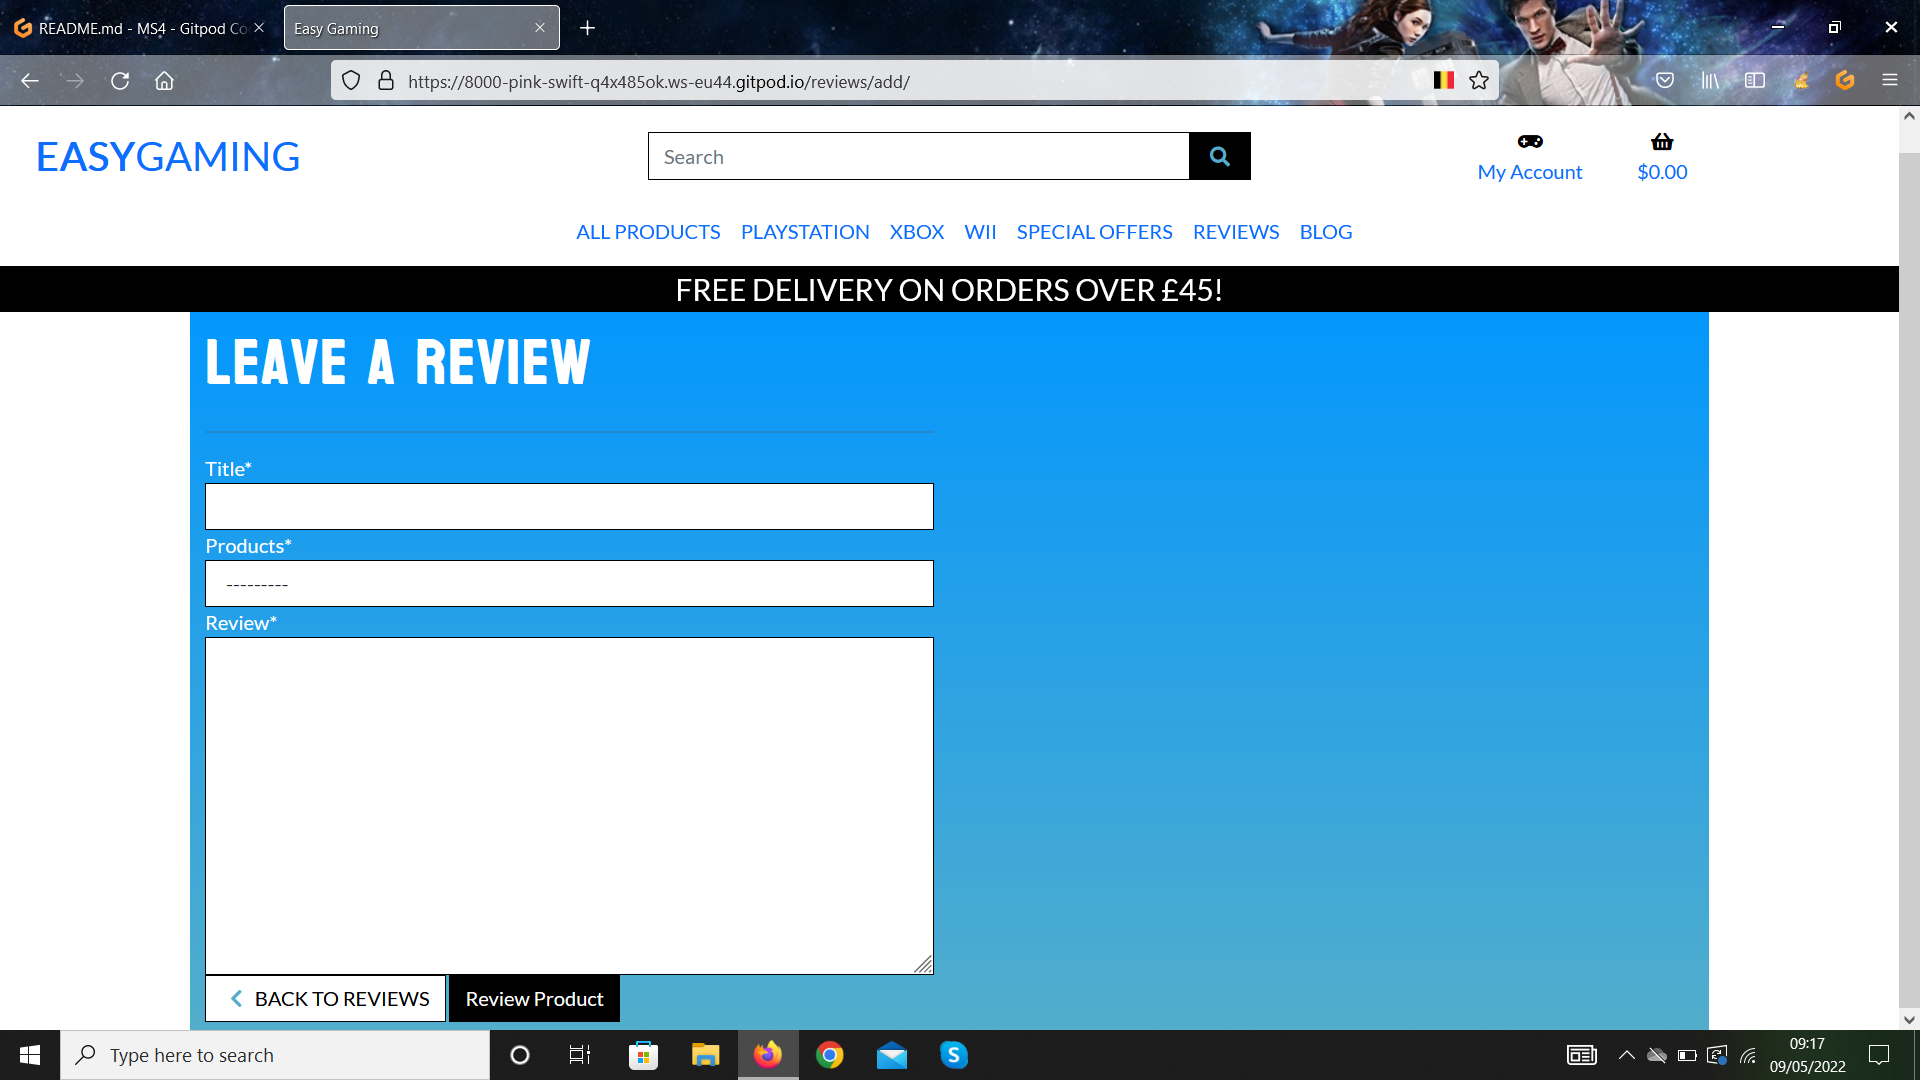 README.md - MS4 - Gitpod Co
Easy Gaming
https://8000-pink-swift-q4x485ok.ws-eu44.gitpod.io/reviews/add/
EASYGAMING
Search
My Account
$0.00
ALL PRODUCTS PLAYSTATION XBOX WII SPECIAL OFFERS REVIEWS BLOG
FREE DELIVERY ON ORDERS OVER £45!
LEAVE A REVIEW
Title*
Products*
---------
Review*
BACK TO REVIEWS
Review Product
Type here to search
09:17
09/05/2022